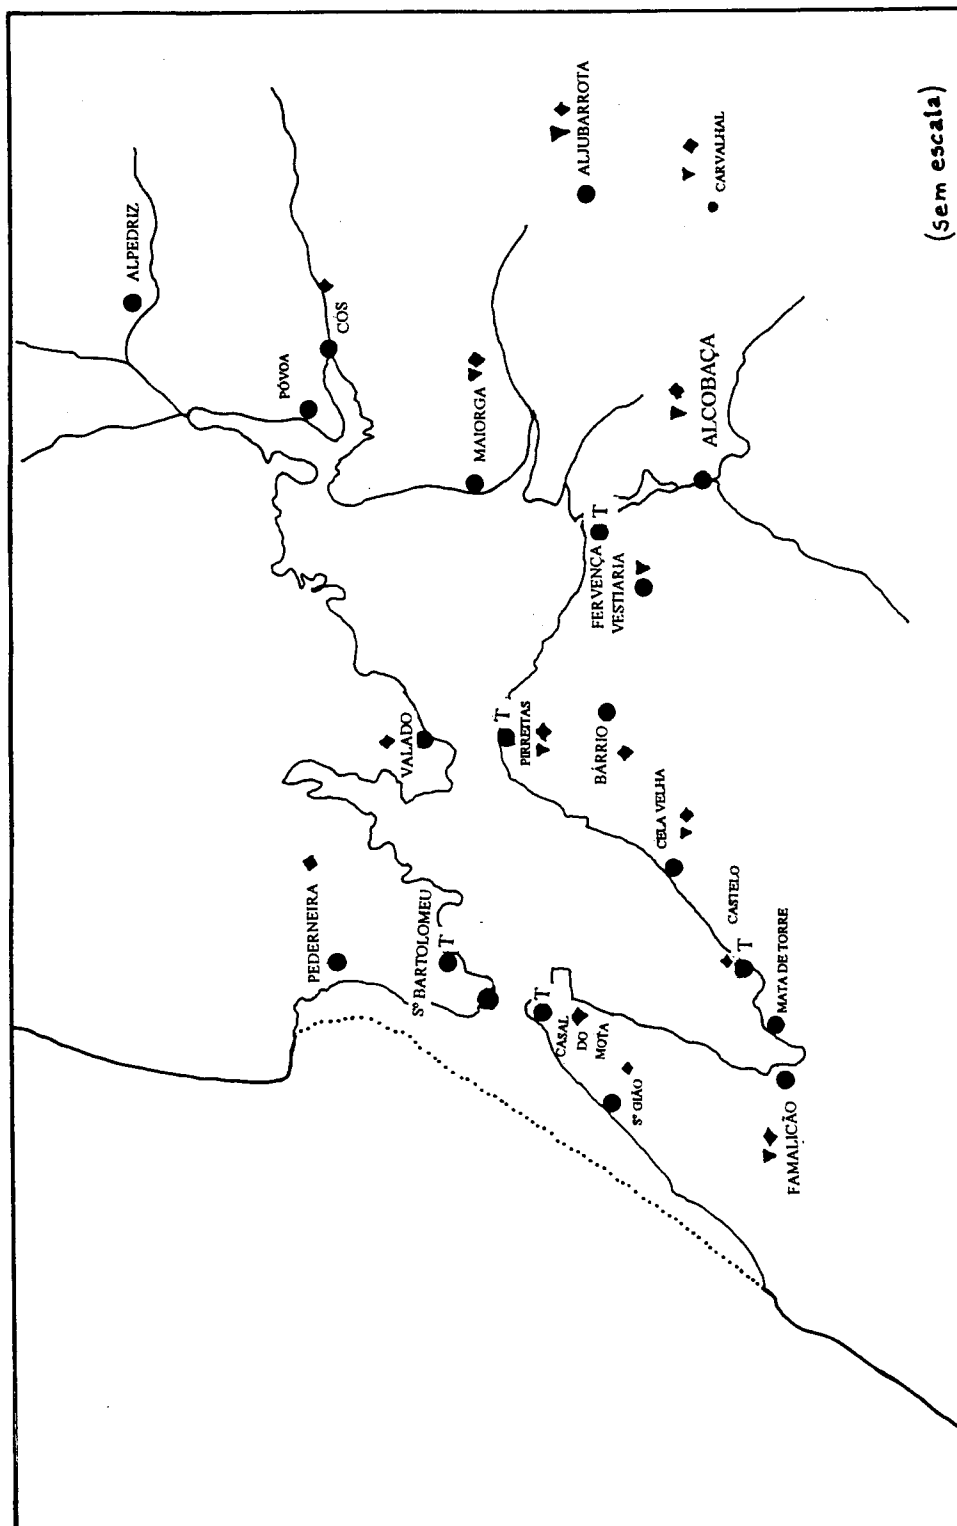 ALPEDRIZ
PÓVOA
CÓS
ALJUBARROTA
CARVALHAL
(sem escala)
MAIORGA
ALCOBAÇA
FERVENÇA
T
VESTIARIA
VALADO
T
PIRREITAS
BÁRRIO
CELA VELHA
PEDERNEIRA
Sº BARTOLOMEU
T
CASTELO
T
MATA DE TORRE
T
CASAL
DO
MOTA
Sº GIÃO
FAMALICÃO